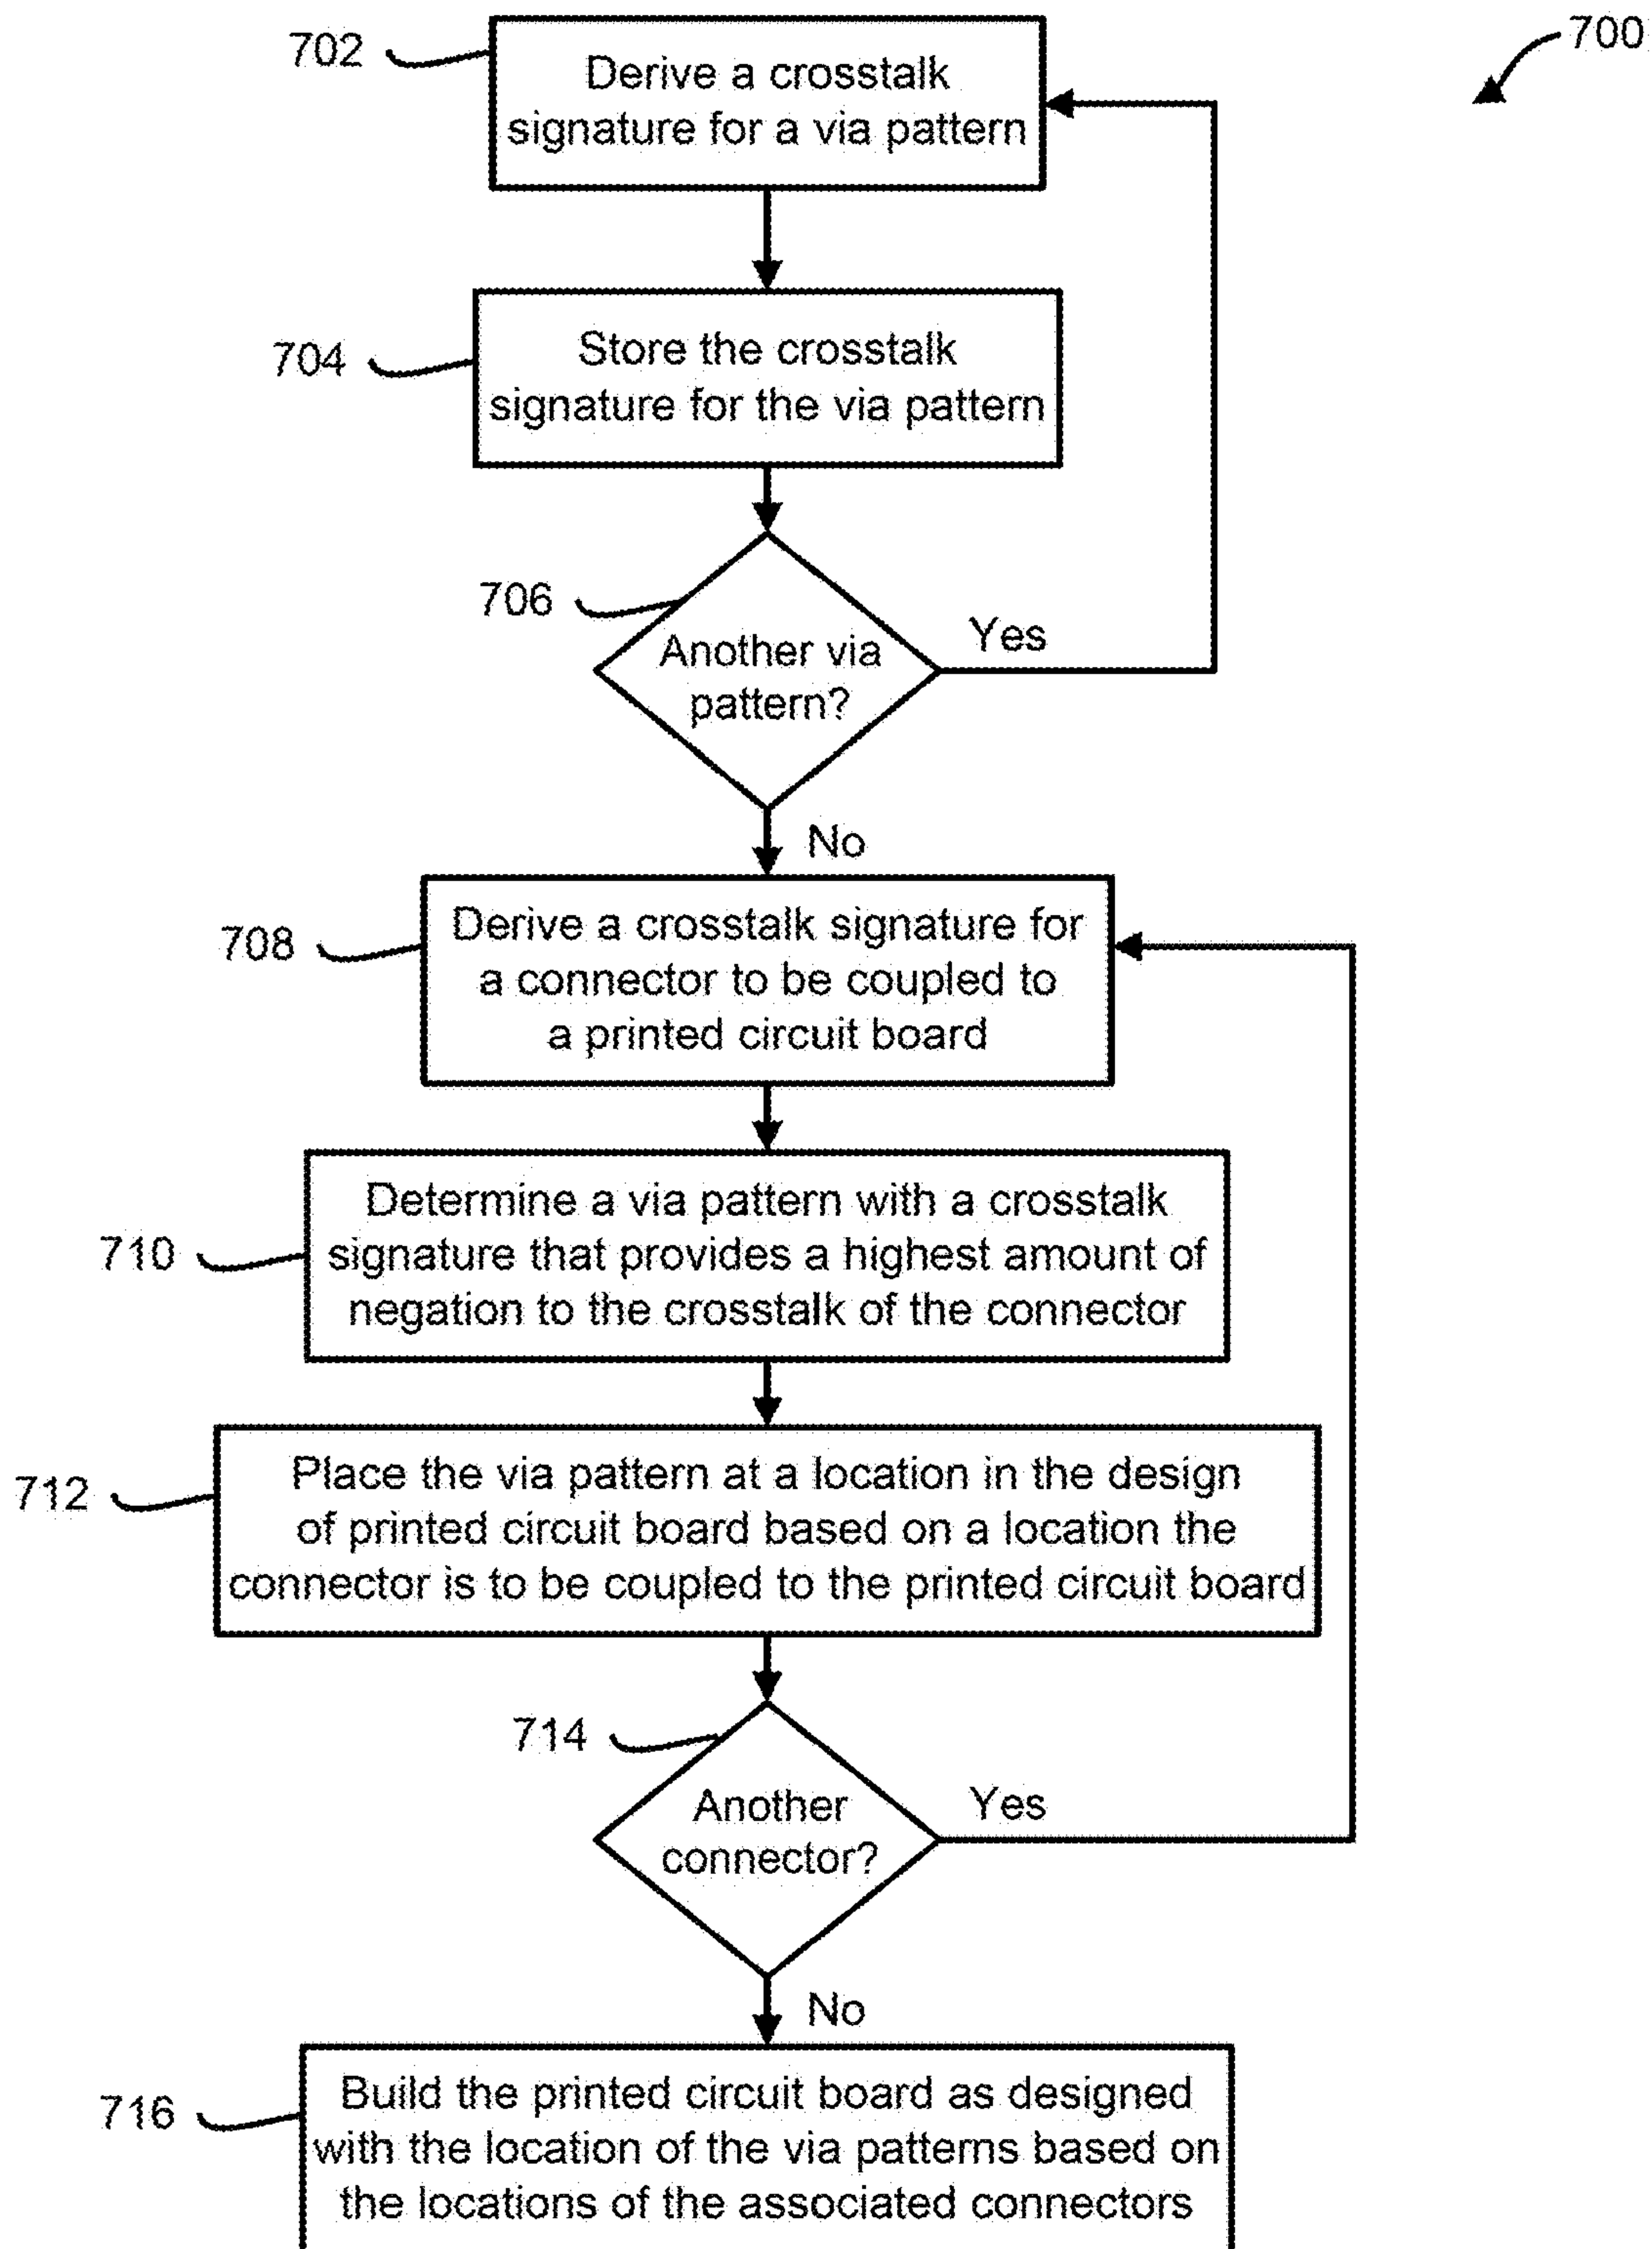 700
702
Derive a crosstalk
signature for a via pattern
704
Store the crosstalk
signature for the via pattern
706
Another via
pattern?
Yes
No
708
Derive a crosstalk signature for
a connector to be coupled to
a printed circuit board
710
Determine a via pattern with a crosstalk
signature that provides a highest amount of
negation to the crosstalk of the connector
712
Place the via pattern at a location in the design
of printed circuit board based on a location the
connector is to be coupled to the printed circuit board
714
Another
connector?
Yes
No
716
Build the printed circuit board as designed
with the location of the via patterns based on
the locations of the associated connectors